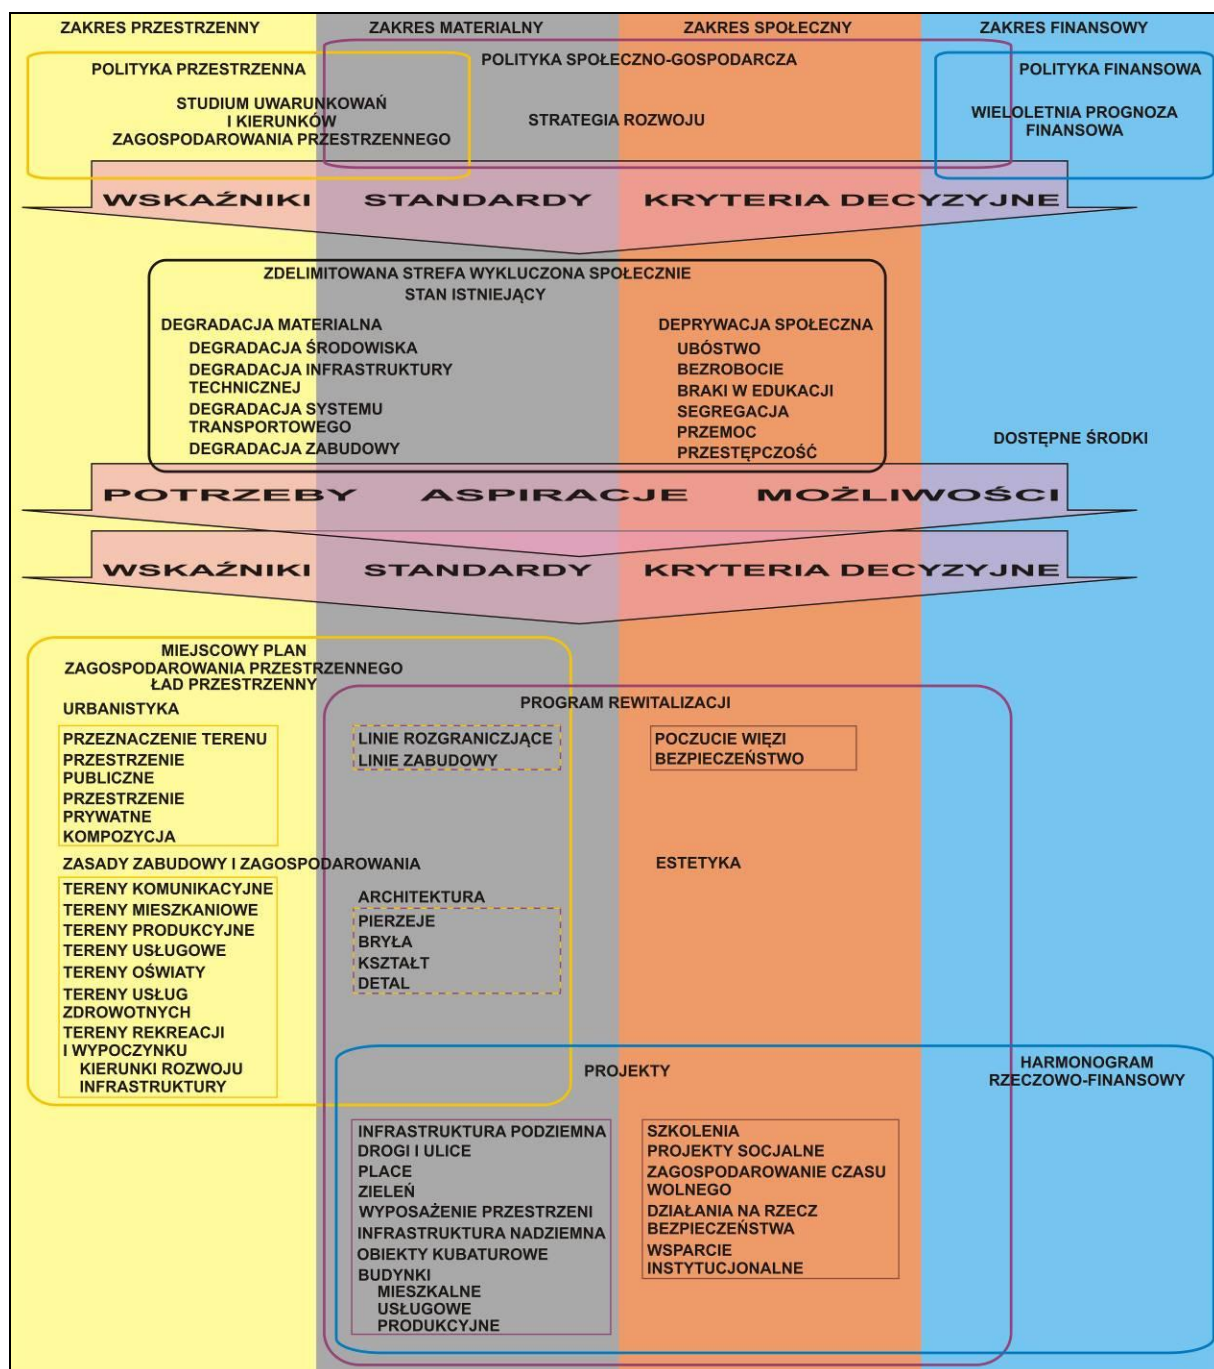 ZAKRES PRZESTRZENNY
ZAKRES MATERIALNY
ZAKRES SPOŁECZNY
ZAKRES FINANSOWY
POLITYKA PRZESTRZENNA
POLITYKA SPOŁECZNO-GOSPODARCZA
POLITYKA FINANSOWA
STUDIUM UWARUNKOWAŃ
I KIERUNKÓW
ZAGOSPODAROWANIA PRZESTRZENNEGO
STRATEGIA ROZWOJU
WIELOLETNIA PROGNOZA
FINANSOWA
WSKAŹNIKI STANDARDY KRYTERIA DECYZYJNE
ZDELIMITOWANA STREFA WYKLUCZONA SPOŁECZNIE
STAN ISTNIEJĄCY
DEGRADACJA MATERIALNA
DEGRADACJA ŚRODOWISKA
DEGRADACJA INFRASTRUKTURY
TECHNICZNEJ
DEGRADACJA SYSTEMU
TRANSPORTOWEGO
DEGRADACJA ZABUDOWY
DEPRYWACJA SPOŁECZNA
UBÓSTWO
BEZROBOCIE
BRAKI W EDUKACJI
SEGREGACJA
PRZEMOC
PRZESTĘPCZOŚĆ
DOSTĘPNE ŚRODKI
POTRZEBY ASPIRACJE MOŻLIWOŚCI
WSKAŹNIKI STANDARDY KRYTERIA DECYZYJNE
MIEJSCOWY PLAN
ZAGOSPODAROWANIA PRZESTRZENNEGO
ŁAD PRZESTRZENNY
URBANISTYKA
PRZEZNACZENIE TERENU
PRZESTRZENIE
PUBLICZNE
PRZESTRZENIE
PRYWATNE
KOMPOZYCJA
PROGRAM REWITALIZACJI
LINIE ROZGRANICZJĄCE
LINIE ZABUDOWY
POCZUCIE WIĘZI
BEZPIECZEŃSTWO
ZASADY ZABUDOWY I ZAGOSPODAROWANIA
ESTETYKA
TERENY KOMUNIKACYJNE
TERENY MIESZKANIOWE
TERENY PRODUKCYJNE
TERENY USŁUGOWE
TERENY OŚWIATY
TERENY USŁUG
ZDROWOTNYCH
TERENY REKREACJI
I WYPOCZYNKU
KIERUNKI ROZWOJU
INFRASTRUKTURY
ARCHITEKTURA
PIERZEJE
BRYŁA
KSZTAŁT
DETAL
PROJEKTY
HARMONOGRAM
RZECZOWO-FINANSOWY
INFRASTRUKTURA PODZIEMNA
DROGI I ULICE
PLACE
ZIELEŃ
WYPOSAŻENIE PRZESTRZENI
INFRASTRUKTURA NADZIEMNA
OBIEKTY KUBATUROWE
BUDYNKI
MIESZKALNE
USŁUGOWE
PRODUKCYJNE
SZKOLENIA
PROJEKTY SOCJALNE
ZAGOSPODAROWANIE CZASU
WOLNEGO
DZIAŁANIA NA RZECZ
BEZPIECZEŃSTWA
WSPARCIE
INSTYTUCJONALNE